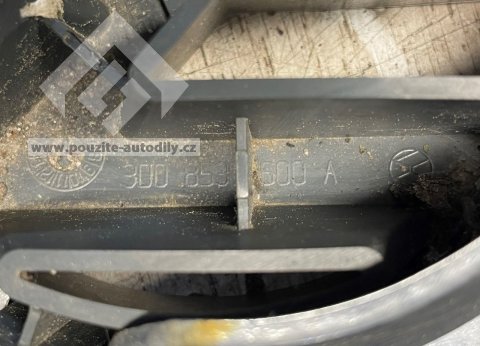 www.pouzite-autodily.cz
3D0 853 600 A